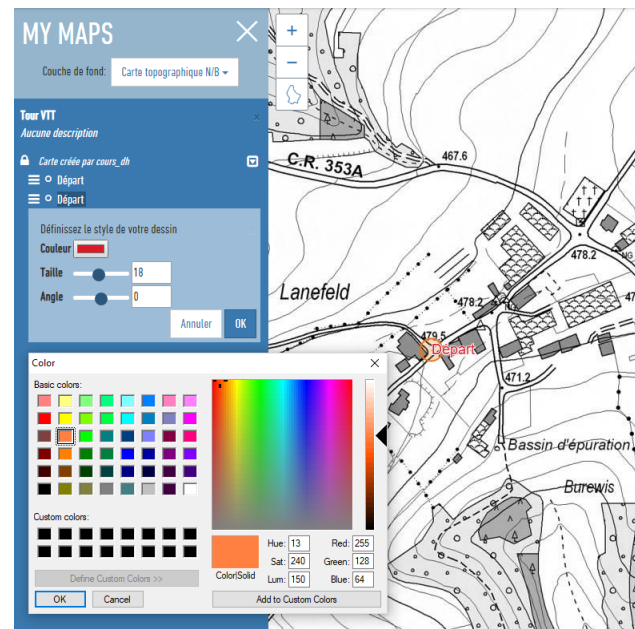 MY MAPS
Couche de fond: Carte topographique N/B
Tour VTT
Aucune description
Carte créée par cours_dh
Départ
Départ
Définissez le style de votre dessin
Couleur
Taille 18
Angle 0
Annuler OK
Color
Basic colors:
Custom colors:
Define Custom Colors >>
OK Cancel
Color|Solid
Hue: 13 Red: 255
Sat: 240 Green: 128
Lum: 150 Blue: 64
Add to Custom Colors
+
−
467.6
C.R. 353A
478.2
NG
Lanefeld
478.2
479.5
Départ
471.2
Bassin d'épuration
Burewis